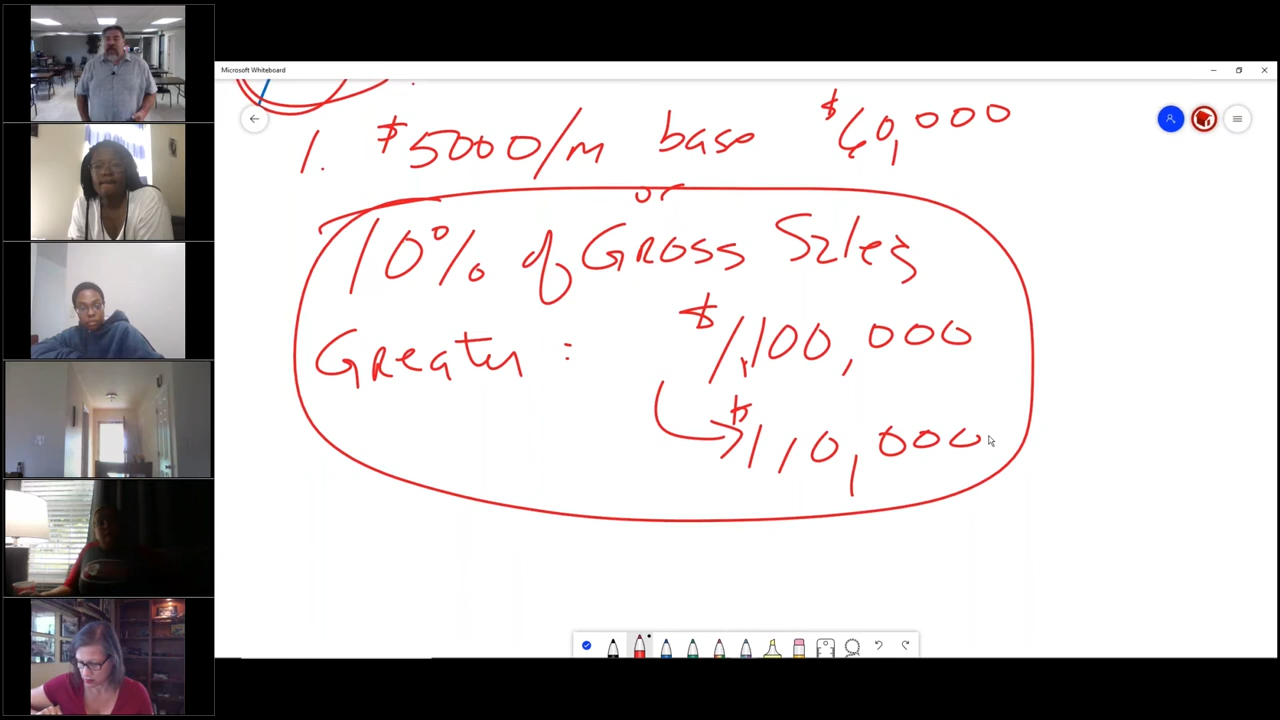 Microsoft Whiteboard
1. $5000/m base $60,000
or
10% of Gross Sales
Greater : $1,100,000
$110,000